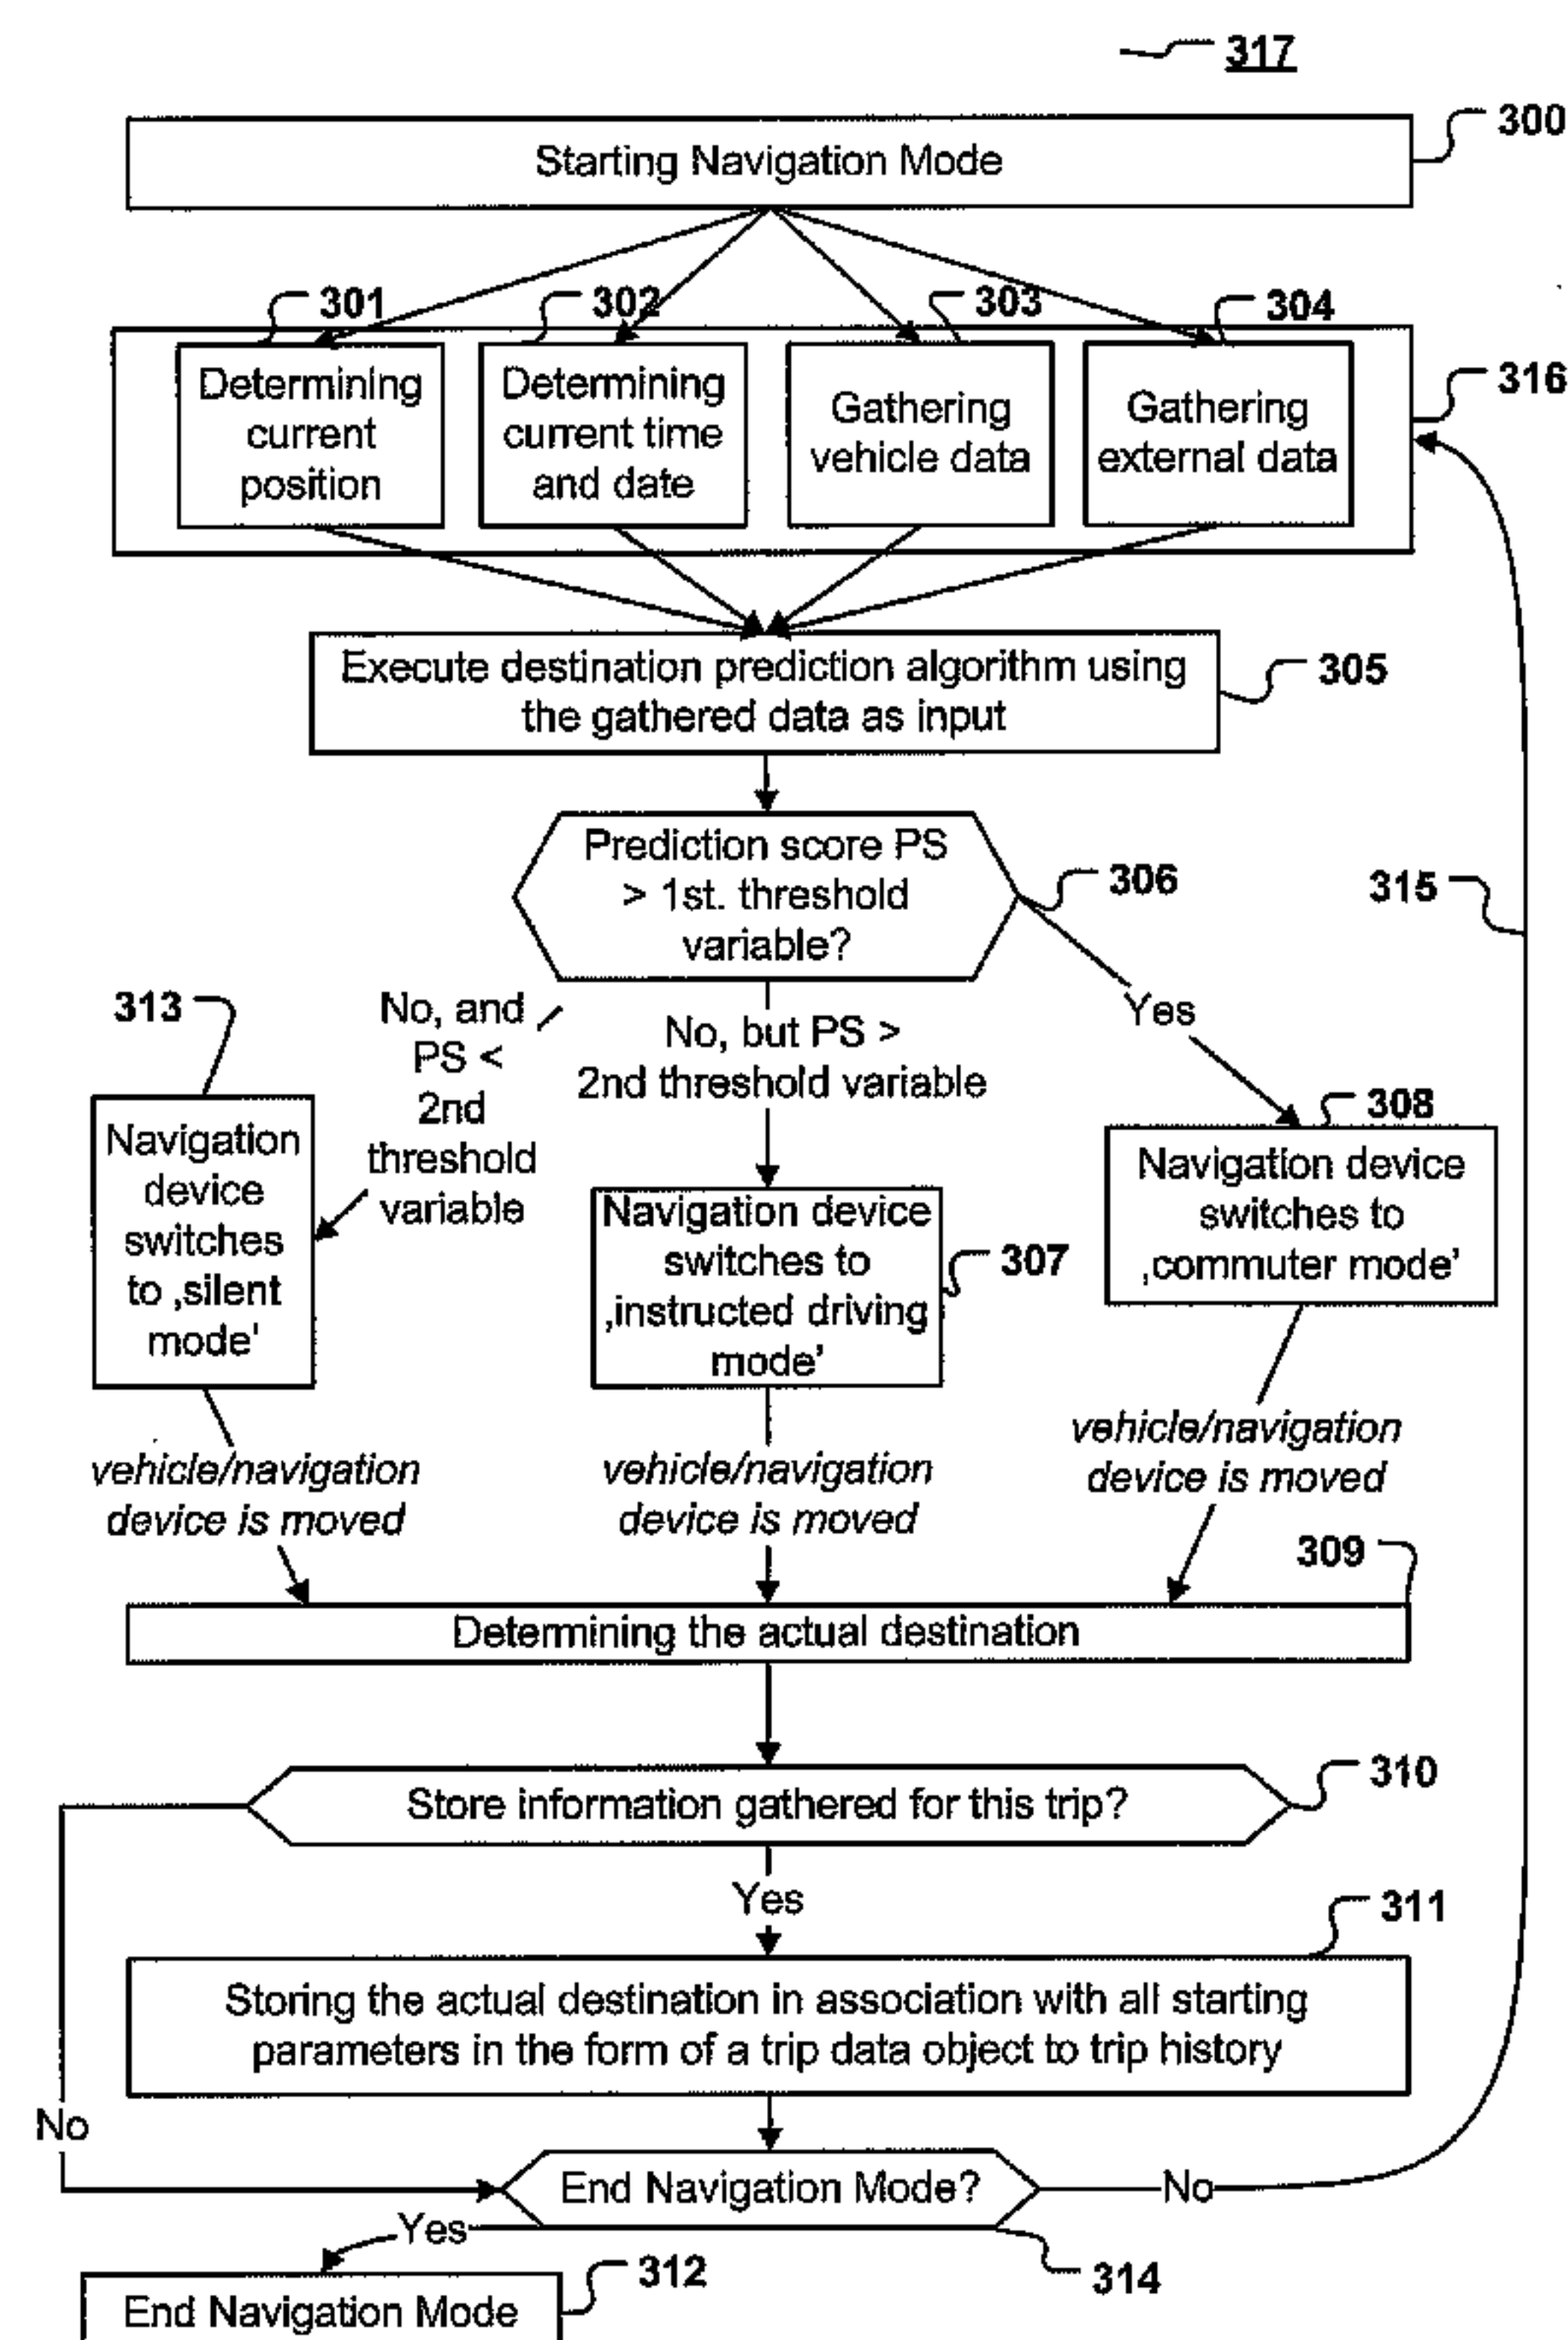 317
300
Starting Navigation Mode
301
302
303
304
316
Determining
current
position
Determining
current time
and date
Gathering
vehicle data
Gathering
external data
Execute destination prediction algorithm using
the gathered data as input
305
Prediction score PS
> 1st. threshold
variable?
306
315
313
No, and
PS <
2nd
threshold
variable
No, but PS >
2nd threshold variable
Yes
308
Navigation
device
switches
to ‚silent
mode'
Navigation device
switches to
‚instructed driving
mode’
307
Navigation device
switches to
‚commuter mode’
vehicle/navigation
device is moved
vehicle/navigation
device is moved
vehicle/navigation
device is moved
309
Determining the actual destination
310
Store information gathered for this trip?
Yes
311
Storing the actual destination in association with all starting
parameters in the form of a trip data object to trip history
No
End Navigation Mode?
No
Yes
314
312
End Navigation Mode